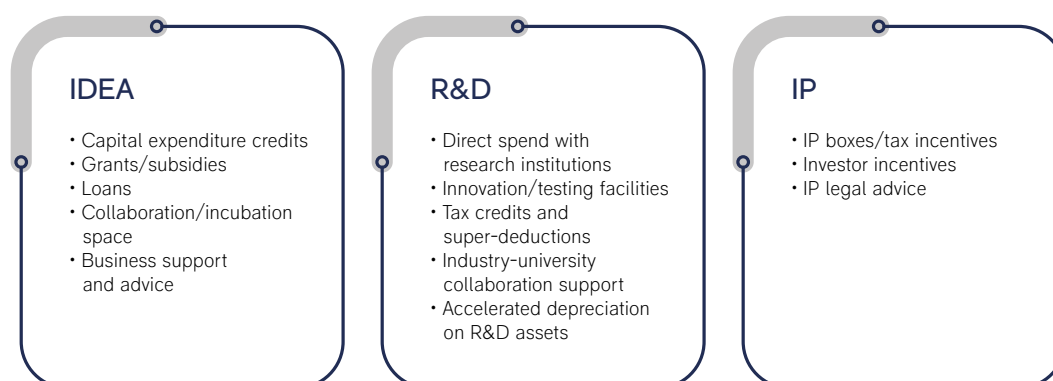 IDEA
• Capital expenditure credits
• Grants/subsidies
• Loans
• Collaboration/incubation
space
• Business support
and advice
R&D
• Direct spend with
research institutions
• Innovation/testing facilities
• Tax credits and
super-deductions
• Industry-university
collaboration support
• Accelerated depreciation
on R&D assets
IP
• IP boxes/tax incentives
• Investor incentives
• IP legal advice